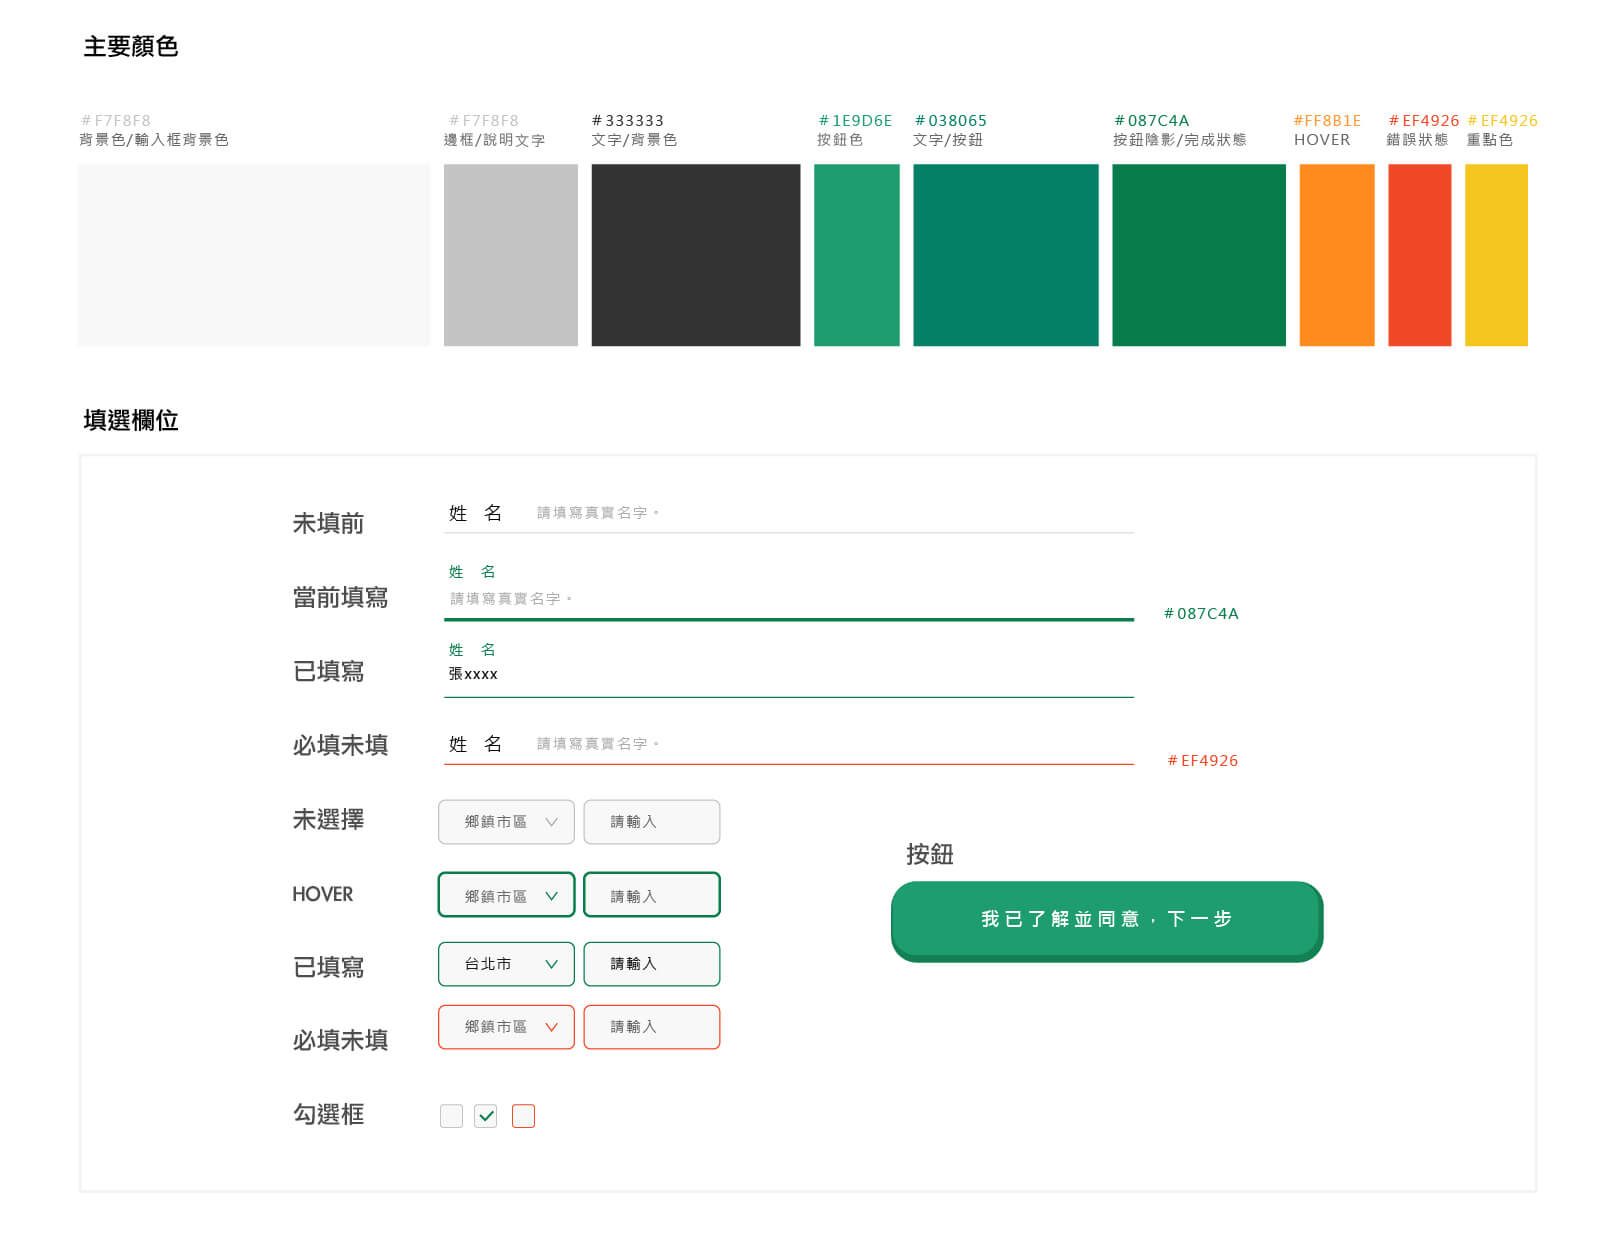 主要顏色
#F7F8F8
背景色/輸入框背景色
#F7F8F8
邊框/說明文字
#333333
文字/背景色
#1E9D6E
按鈕色
#038065
文字/按鈕
#087C4A
按鈕陰影/完成狀態
#FF8B1E
HOVER
#EF4926
錯誤狀態
#EF4926
重點色
填選欄位
未填前
姓 名 請填寫真實名字。
當前填寫
姓 名
請填寫真實名字。
#087C4A
已填寫
姓 名
張xxxx
必填未填
姓 名 請填寫真實名字。
#EF4926
未選擇
鄉鎮市區
請輸入
HOVER
鄉鎮市區
請輸入
已填寫
台北市
請輸入
必填未填
鄉鎮市區
請輸入
勾選框
按鈕
我已了解並同意，下一步